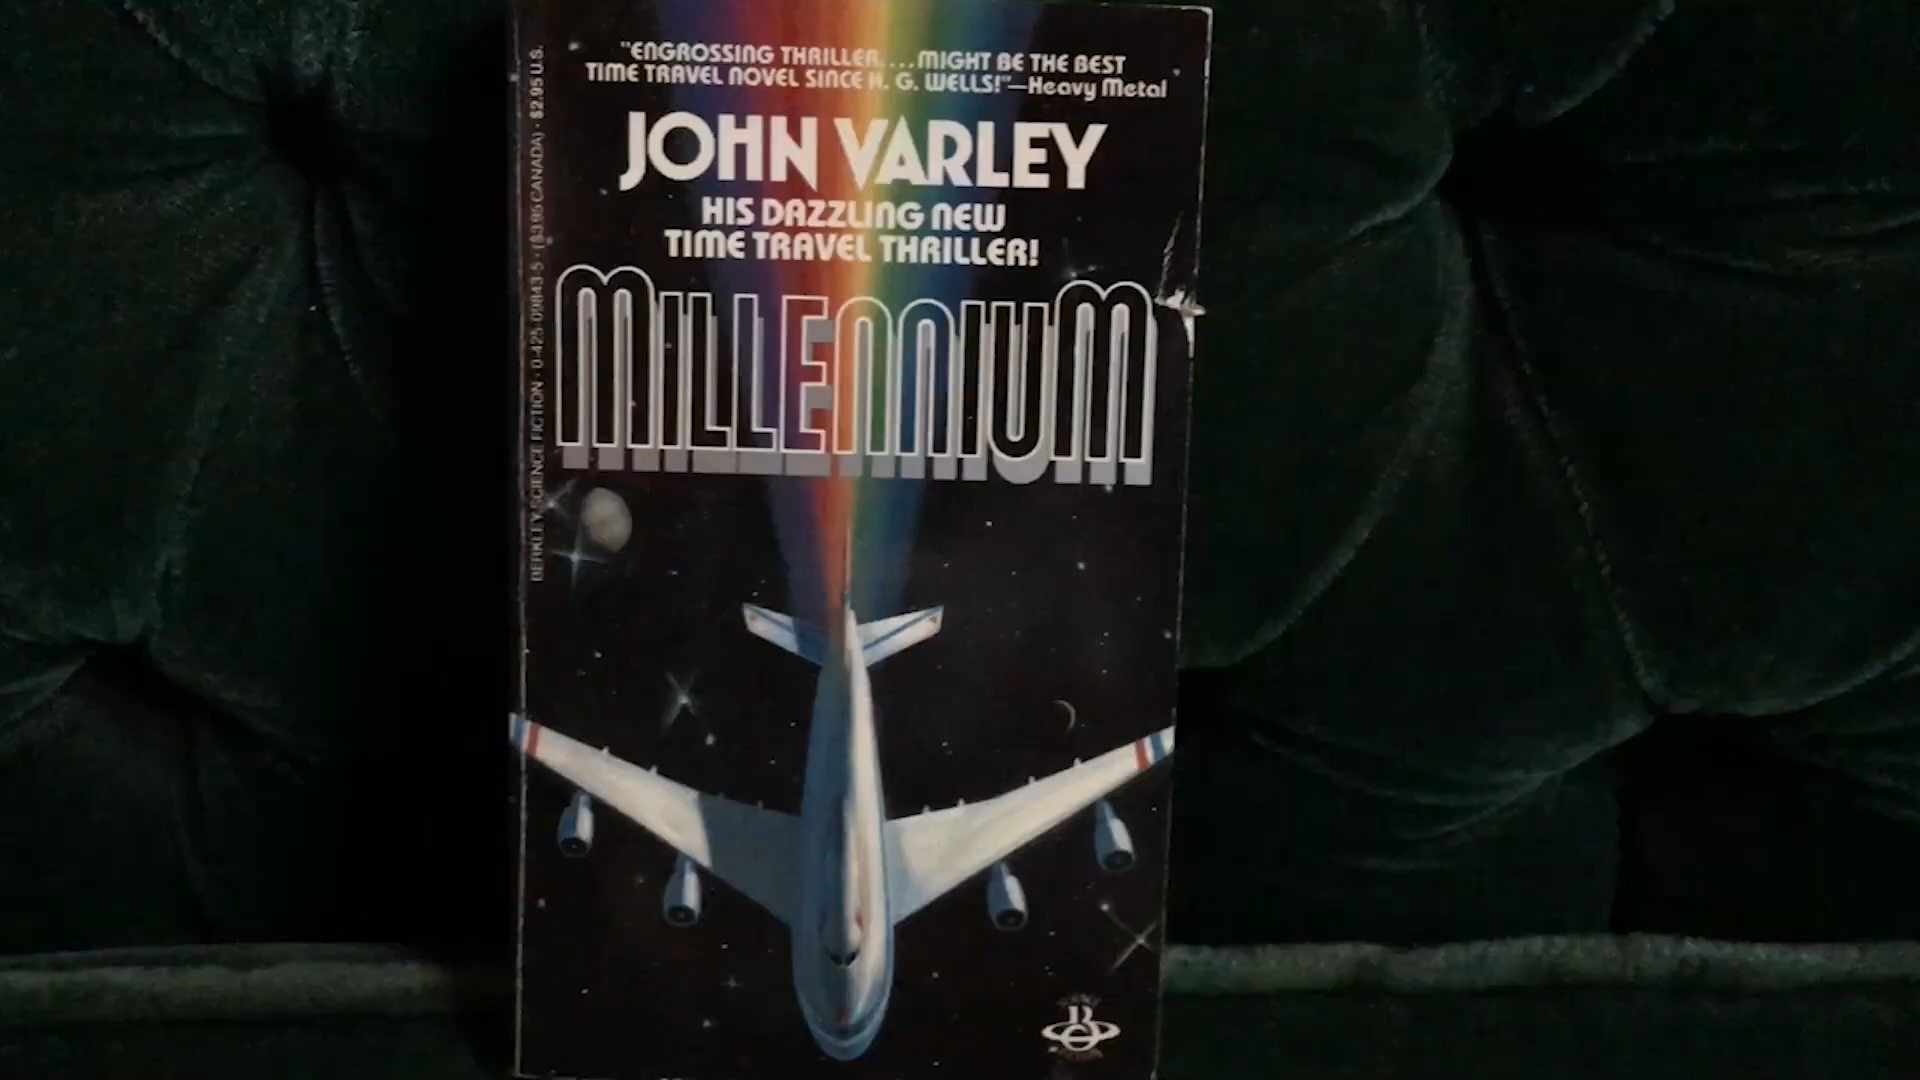 "ENGROSSING THRILLER....MIGHT BE THE BEST
TIME TRAVEL NOVEL SINCE H. G. WELLS!"—Heavy Metal
JOHN VARLEY
HIS DAZZLING NEW
TIME TRAVEL THRILLER!
MILLENNIUM
BERKLEY SCIENCE FICTION · 0-425-09843-5 · ($3.95 CANADA) · $2.95 U.S.
B